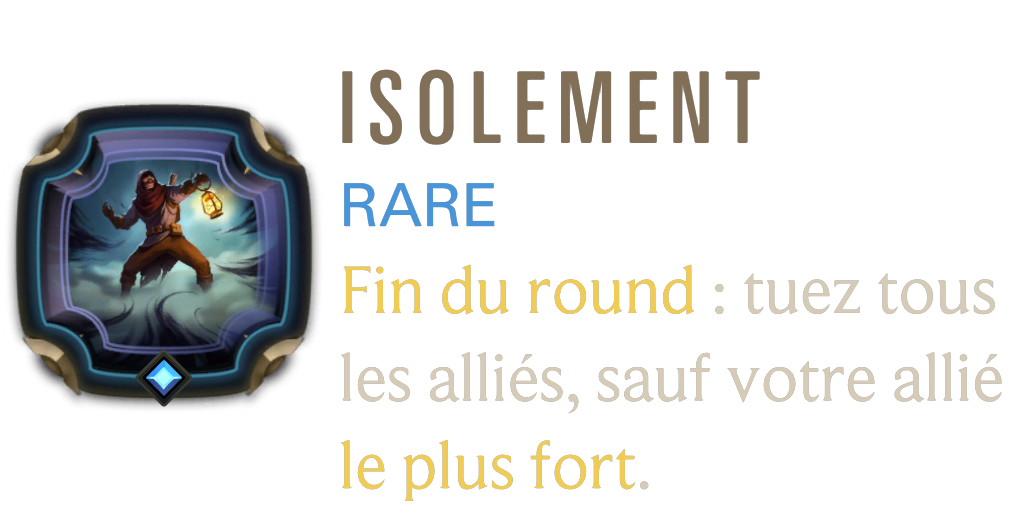 ISOLEMENT
RARE
Fin du round : tuez tous
les alliés, sauf votre allié
le plus fort.